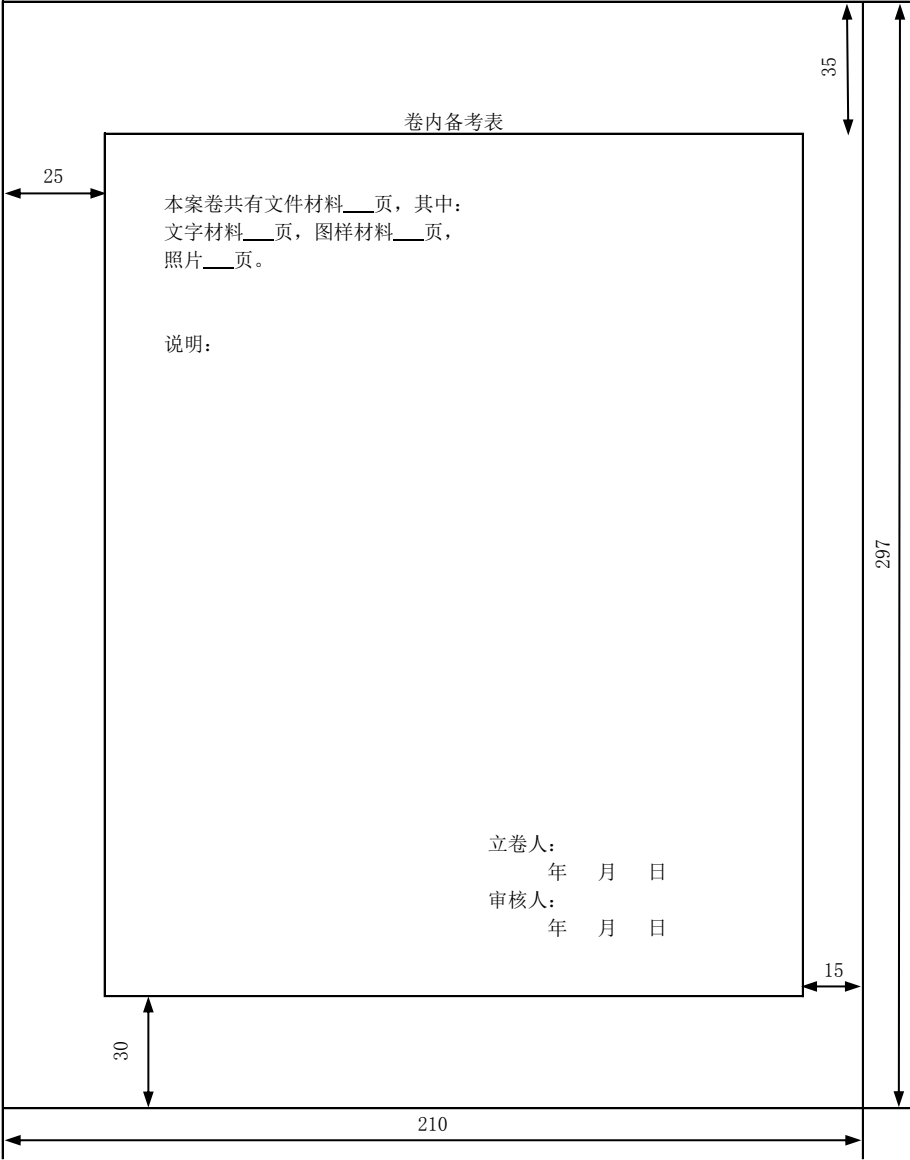 35
卷内备考表
25
本案卷共有文件材料___页，其中：
文字材料___页，图样材料___页，
照片___页。
说明：
297
立卷人：
年 月 日
审核人：
年 月 日
15
30
210